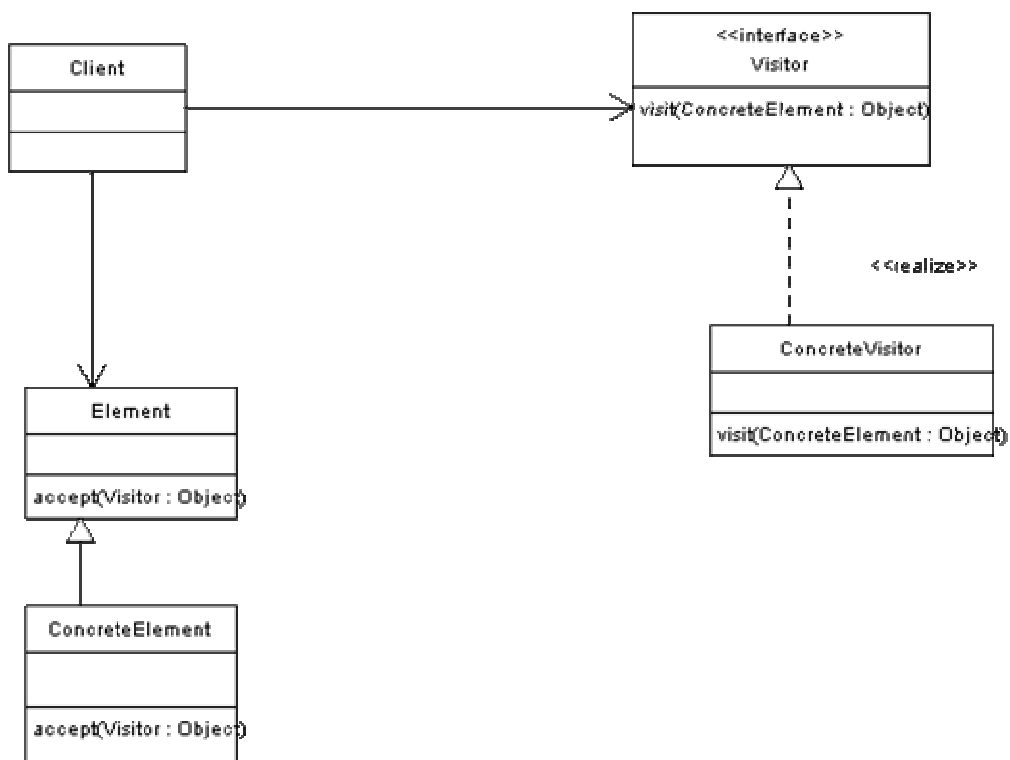 Client
<<interface>>
Visitor
visit(ConcreteElement : Object)
<<realize>>
ConcreteVisitor
visit(ConcreteElement : Object)
Element
accept(Visitor : Object)
ConcreteElement
accept(Visitor : Object)